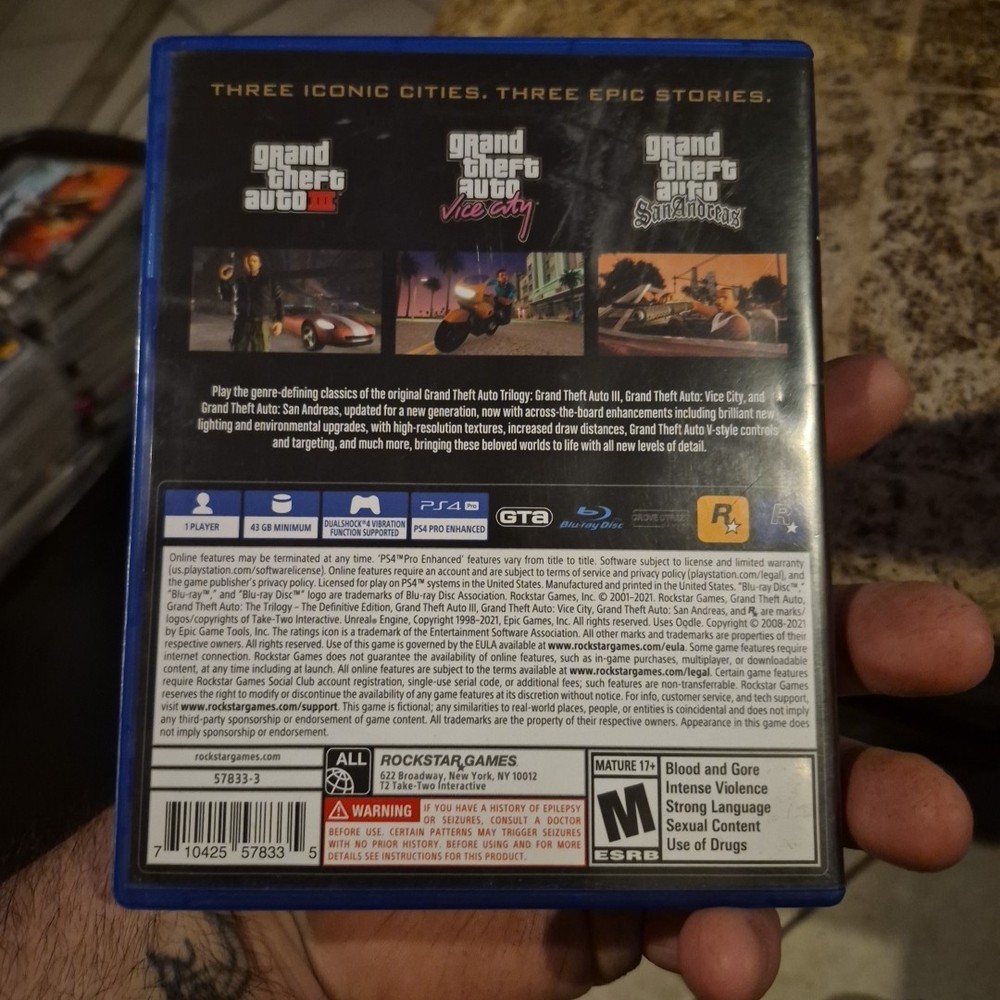 THREE ICONIC CITIES. THREE EPIC STORIES.
grand
theft
auto III
grand
theft
auto
Vice City
grand
theft
auto
San Andreas
Play the genre-defining classics of the original Grand Theft Auto Trilogy: Grand Theft Auto III, Grand Theft Auto: Vice City, and
Grand Theft Auto: San Andreas, updated for a new generation, now with across-the-board enhancements including brilliant new
lighting and environmental upgrades, with high-resolution textures, increased draw distances, Grand Theft Auto V-style controls
and targeting, and much more, bringing these beloved worlds to life with all new levels of detail.
1 PLAYER
43 GB MINIMUM
DUALSHOCK®4 VIBRATION
FUNCTION SUPPORTED
PS4 Pro
PS4 PRO ENHANCED
GTA
Blu-ray Disc
GROVE STREET
R
R
Online features may be terminated at any time. 'PS4™Pro Enhanced' features vary from title to title. Software subject to license and limited warranty
(us.playstation.com/softwarelicense). Online features require an account and are subject to terms of service and privacy policy (playstation.com/legal), and
the game publisher's privacy policy. Licensed for play on PS4™ systems in the United States. Manufactured and printed in the United States. "Blu-ray Disc™,"
"Blu-ray™," and "Blu-ray Disc™" logo are trademarks of Blu-ray Disc Association. Rockstar Games, Inc. © 2001–2021. Rockstar Games, Grand Theft Auto,
Grand Theft Auto: The Trilogy – The Definitive Edition, Grand Theft Auto III, Grand Theft Auto: Vice City, Grand Theft Auto: San Andreas, and R are marks/
logos/copyrights of Take-Two Interactive. Unreal® Engine, Copyright 1998–2021, Epic Games, Inc. All rights reserved. Uses Oodle. Copyright © 2008-2021
by Epic Game Tools, Inc. The ratings icon is a trademark of the Entertainment Software Association. All other marks and trademarks are properties of their
respective owners. All rights reserved. Use of this game is governed by the EULA available at www.rockstargames.com/eula. Some game features require
internet connection. Rockstar Games does not guarantee the availability of online features, such as in-game purchases, multiplayer, or downloadable
content, at any time including at launch. All online features are subject to the terms available at www.rockstargames.com/legal. Certain game features
require Rockstar Games Social Club account registration, single-use serial code, or additional fees; such features are non-transferrable. Rockstar Games
reserves the right to modify or discontinue the availability of any game features at its discretion without notice. For info, customer service, and tech support,
visit www.rockstargames.com/support. This game is fictional; any similarities to real-world places, people, or entities is coincidental and does not imply
any third-party sponsorship or endorsement of game content. All trademarks are the property of their respective owners. Appearance in this game does
not imply sponsorship or endorsement.
rockstargames.com
57833-3
7 10425 57833 5
ALL
ROCKSTAR GAMES
622 Broadway, New York, NY 10012
T2 Take-Two Interactive
WARNING IF YOU HAVE A HISTORY OF EPILEPSY
OR SEIZURES, CONSULT A DOCTOR
BEFORE USE. CERTAIN PATTERNS MAY TRIGGER SEIZURES
WITH NO PRIOR HISTORY. BEFORE USING AND FOR MORE
DETAILS SEE INSTRUCTIONS FOR THIS PRODUCT.
MATURE 17+
M
ESRB
Blood and Gore
Intense Violence
Strong Language
Sexual Content
Use of Drugs